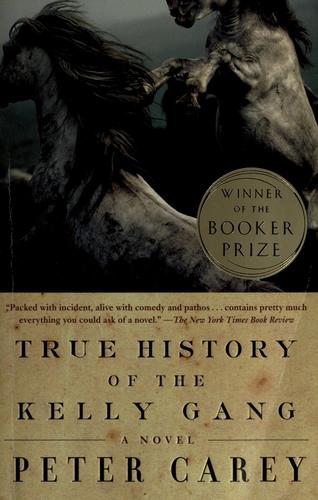 WINNER
OF THE
BOOKER
PRIZE
"Packed with incident, alive with comedy and pathos . . . contains pretty much
everything you could ask of a novel." —The New York Times Book Review
TRUE HISTORY
OF THE
KELLY GANG
A NOVEL
PETER CAREY